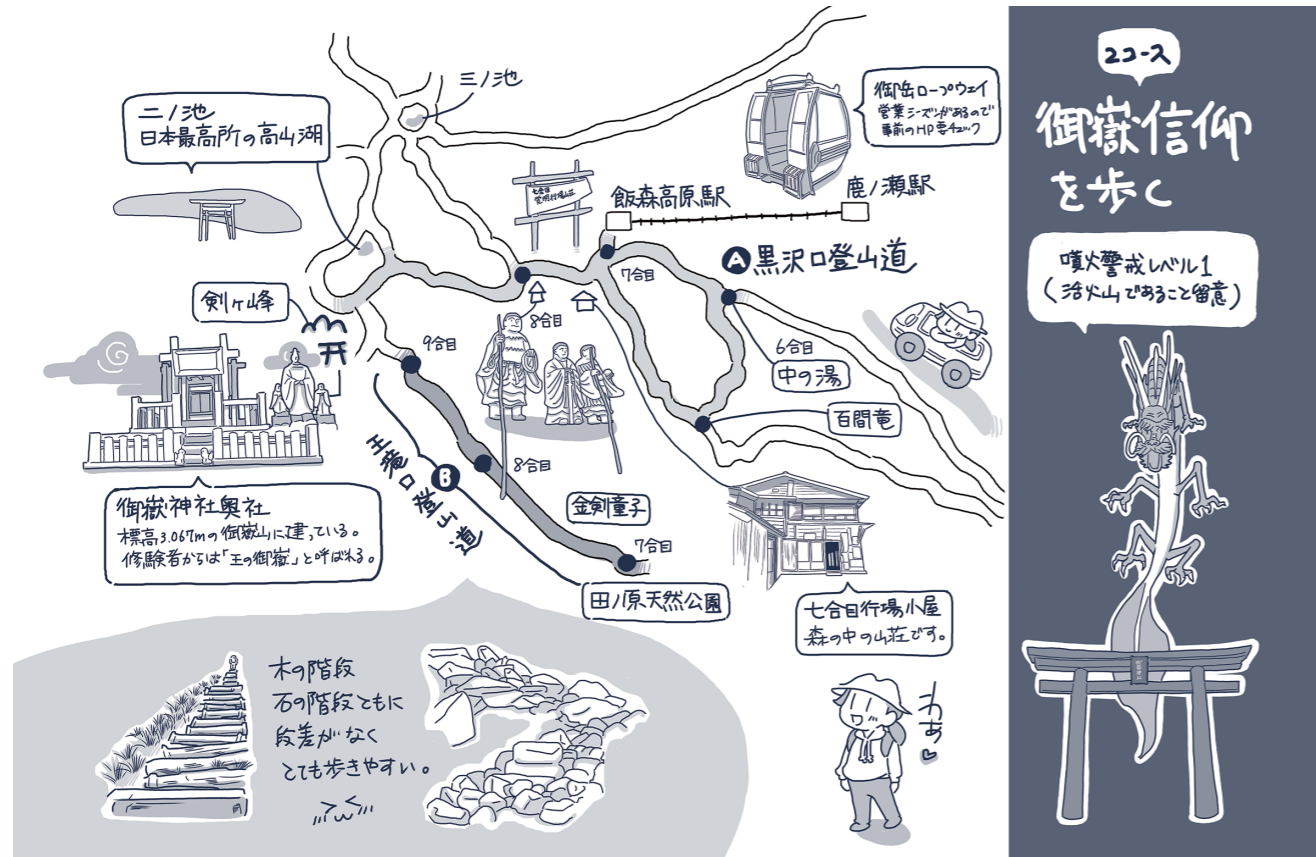 2コース
御嶽信仰
を歩く
噴火警戒レベル1
(活火山であること留意)
三ノ池
二ノ池
日本最高所の高山湖
御岳ロープウェイ
営業シーズンがあるので
事前のHP要チェック
飯森高原駅
鹿ノ瀬駅
A 黒沢口登山道
7合目
8合目
6合目
中の湯
百間竜
剣ヶ峰
9合目
8合目
B
王滝口登山道
金剣童子
7合目
田ノ原天然公園
御嶽神社奥社
標高3.067mの御嶽山に建っている。
修験者からは「王の御嶽」と呼ばれる。
七合目行場小屋
森の中の山荘です。
木の階段
石の階段ともに
段差がなく
とても歩きやすい。
わあ♡